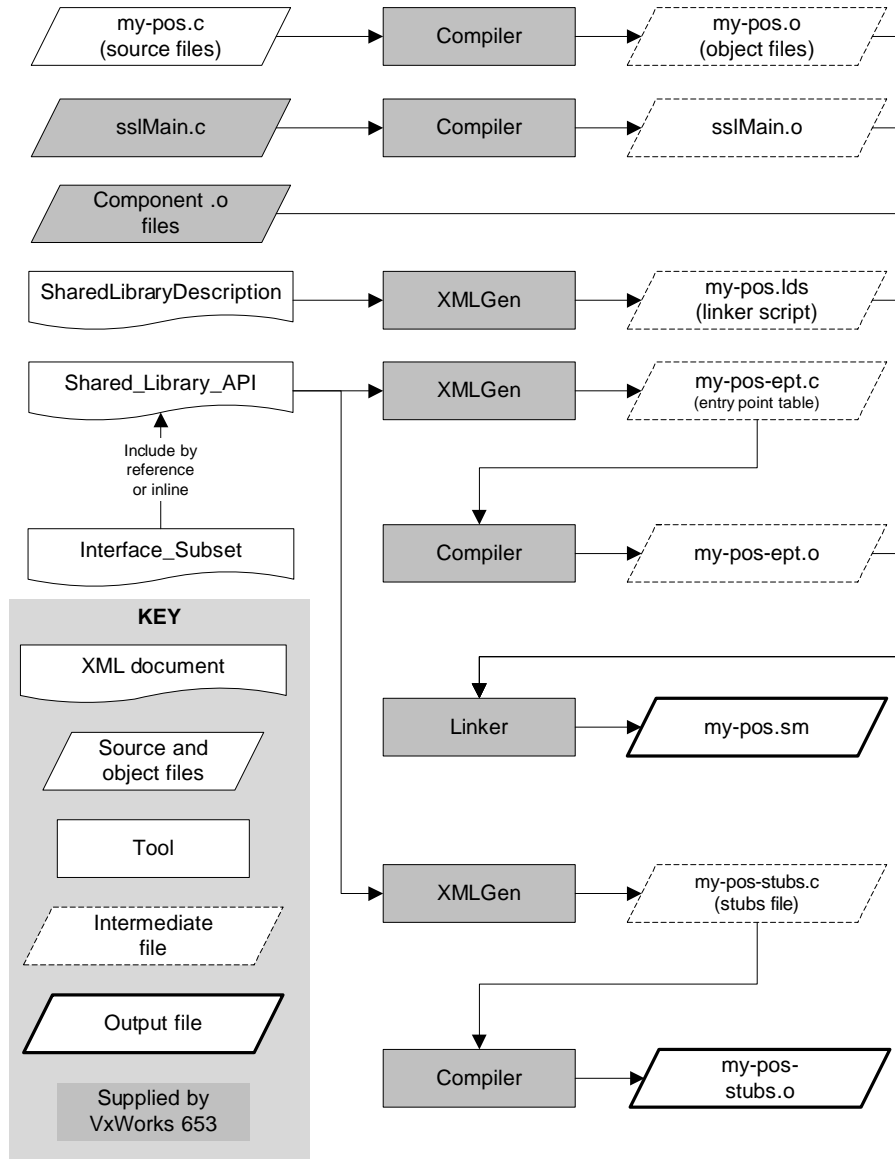 my-pos.c
(source files)
Compiler
my-pos.o
(object files)
sslMain.c
Compiler
sslMain.o
Component .o
files
SharedLibraryDescription
XMLGen
my-pos.lds
(linker script)
Shared_Library_API
XMLGen
my-pos-ept.c
(entry point table)
Include by
reference
or inline
Interface_Subset
Compiler
my-pos-ept.o
KEY
XML document
Source and
object files
Tool
Intermediate
file
Output file
Supplied by
VxWorks 653
Linker
my-pos.sm
XMLGen
my-pos-stubs.c
(stubs file)
Compiler
my-pos-
stubs.o